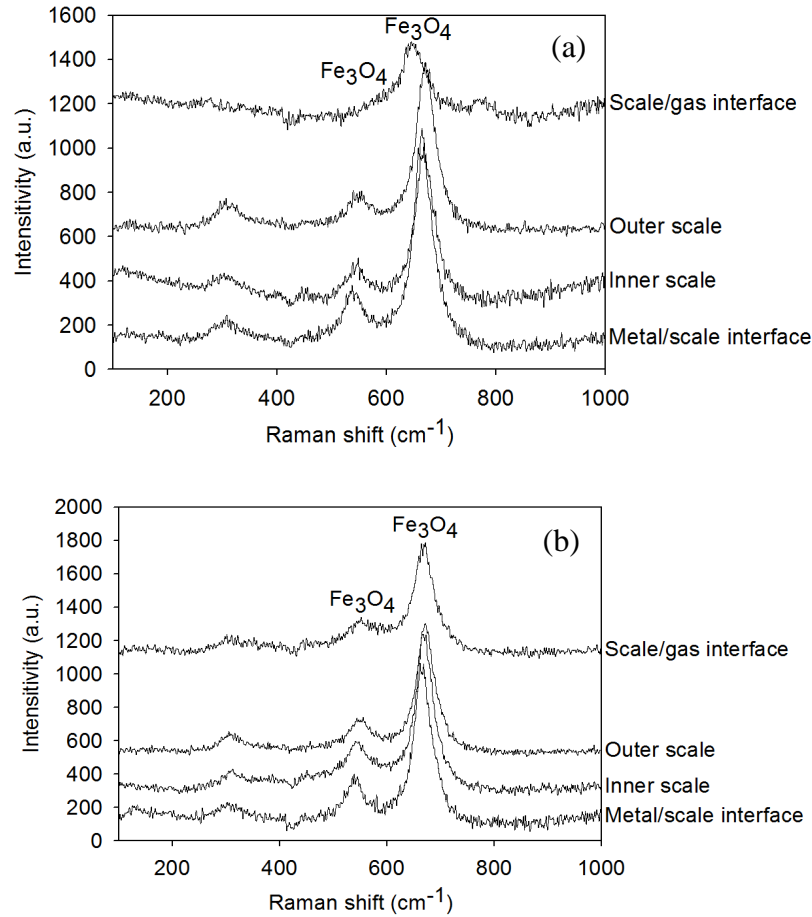 1600
1400
1200
1000
800
600
400
200
0
Intensitivity (a.u.)
Fe3O4
Fe3O4
(a)
Scale/gas interface
Outer scale
Inner scale
Metal/scale interface
200 400 600 800 1000
Raman shift (cm-1)
2000
1800
1600
1400
1200
1000
800
600
400
200
0
Intensitivity (a.u.)
Fe3O4
Fe3O4
(b)
Scale/gas interface
Outer scale
Inner scale
Metal/scale interface
200 400 600 800 1000
Raman shift (cm-1)